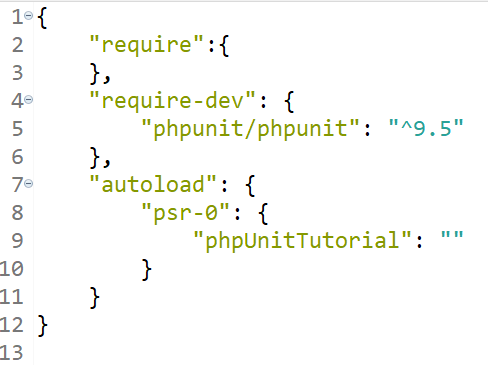 1 {
2     "require":{
3     },
4     "require-dev": {
5         "phpunit/phpunit": "^9.5"
6     },
7     "autoload": {
8         "psr-0": {
9             "phpUnitTutorial": ""
10         }
11     }
12 }
13